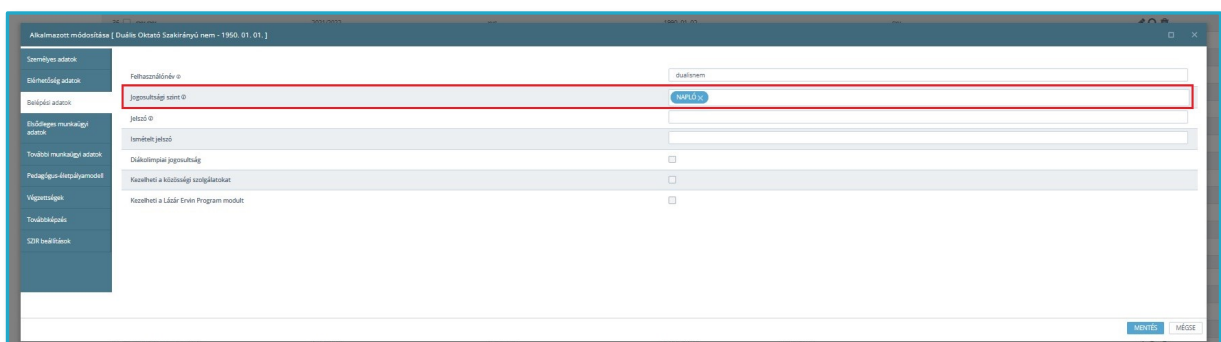 Alkalmazott módosítása [ Duális Oktató Szakirányú nem - 1950. 01. 01. ]
Személyes adatok
Elérhetőség adatok
Belépési adatok
Elsődleges munkaügyi
adatok
További munkaügyi adatok
Pedagógus-életpályamodell
Végzettségek
Továbbképzés
SZIR beállítások
Felhasználónév
dualisnem
Jogosultsági szint
NAPLÓ
Jelszó
Ismételt jelszó
Diákolimpiai jogosultság
Kezelheti a közösségi szolgálatokat
Kezelheti a Lázár Ervin Program modult
MENTÉS MÉGSE